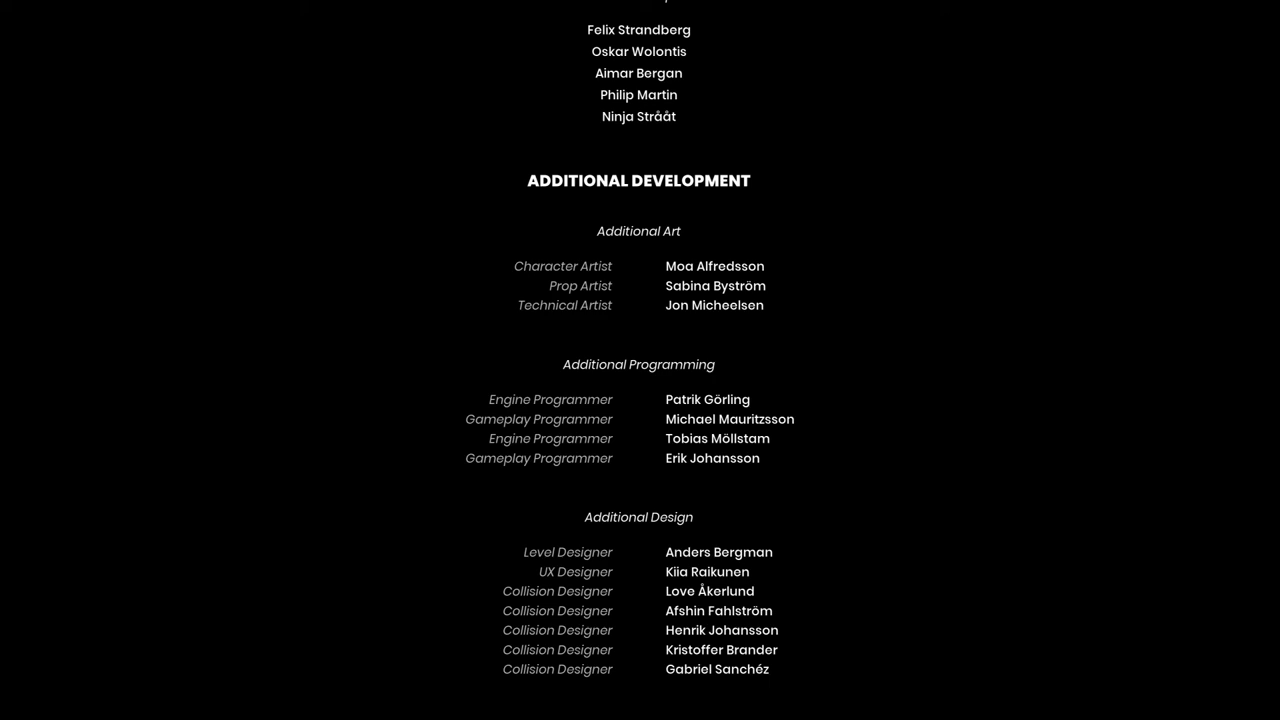 Felix Strandberg
Oskar Wolontis
Aimar Bergan
Philip Martin
Ninja Strååt
ADDITIONAL DEVELOPMENT
Additional Art
Character Artist Moa Alfredsson
Prop Artist Sabina Byström
Technical Artist Jon Micheelsen
Additional Programming
Engine Programmer Patrik Görling
Gameplay Programmer Michael Mauritzsson
Engine Programmer Tobias Möllstam
Gameplay Programmer Erik Johansson
Additional Design
Level Designer Anders Bergman
UX Designer Kiia Raikunen
Collision Designer Love Åkerlund
Collision Designer Afshin Fahlström
Collision Designer Henrik Johansson
Collision Designer Kristoffer Brander
Collision Designer Gabriel Sanchéz